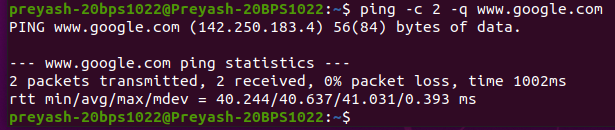 preyash-20bps1022@Preyash-20BPS1022:~$ ping -c 2 -q www.google.com
PING www.google.com (142.250.183.4) 56(84) bytes of data.

--- www.google.com ping statistics ---
2 packets transmitted, 2 received, 0% packet loss, time 1002ms
rtt min/avg/max/mdev = 40.244/40.637/41.031/0.393 ms
preyash-20bps1022@Preyash-20BPS1022:~$